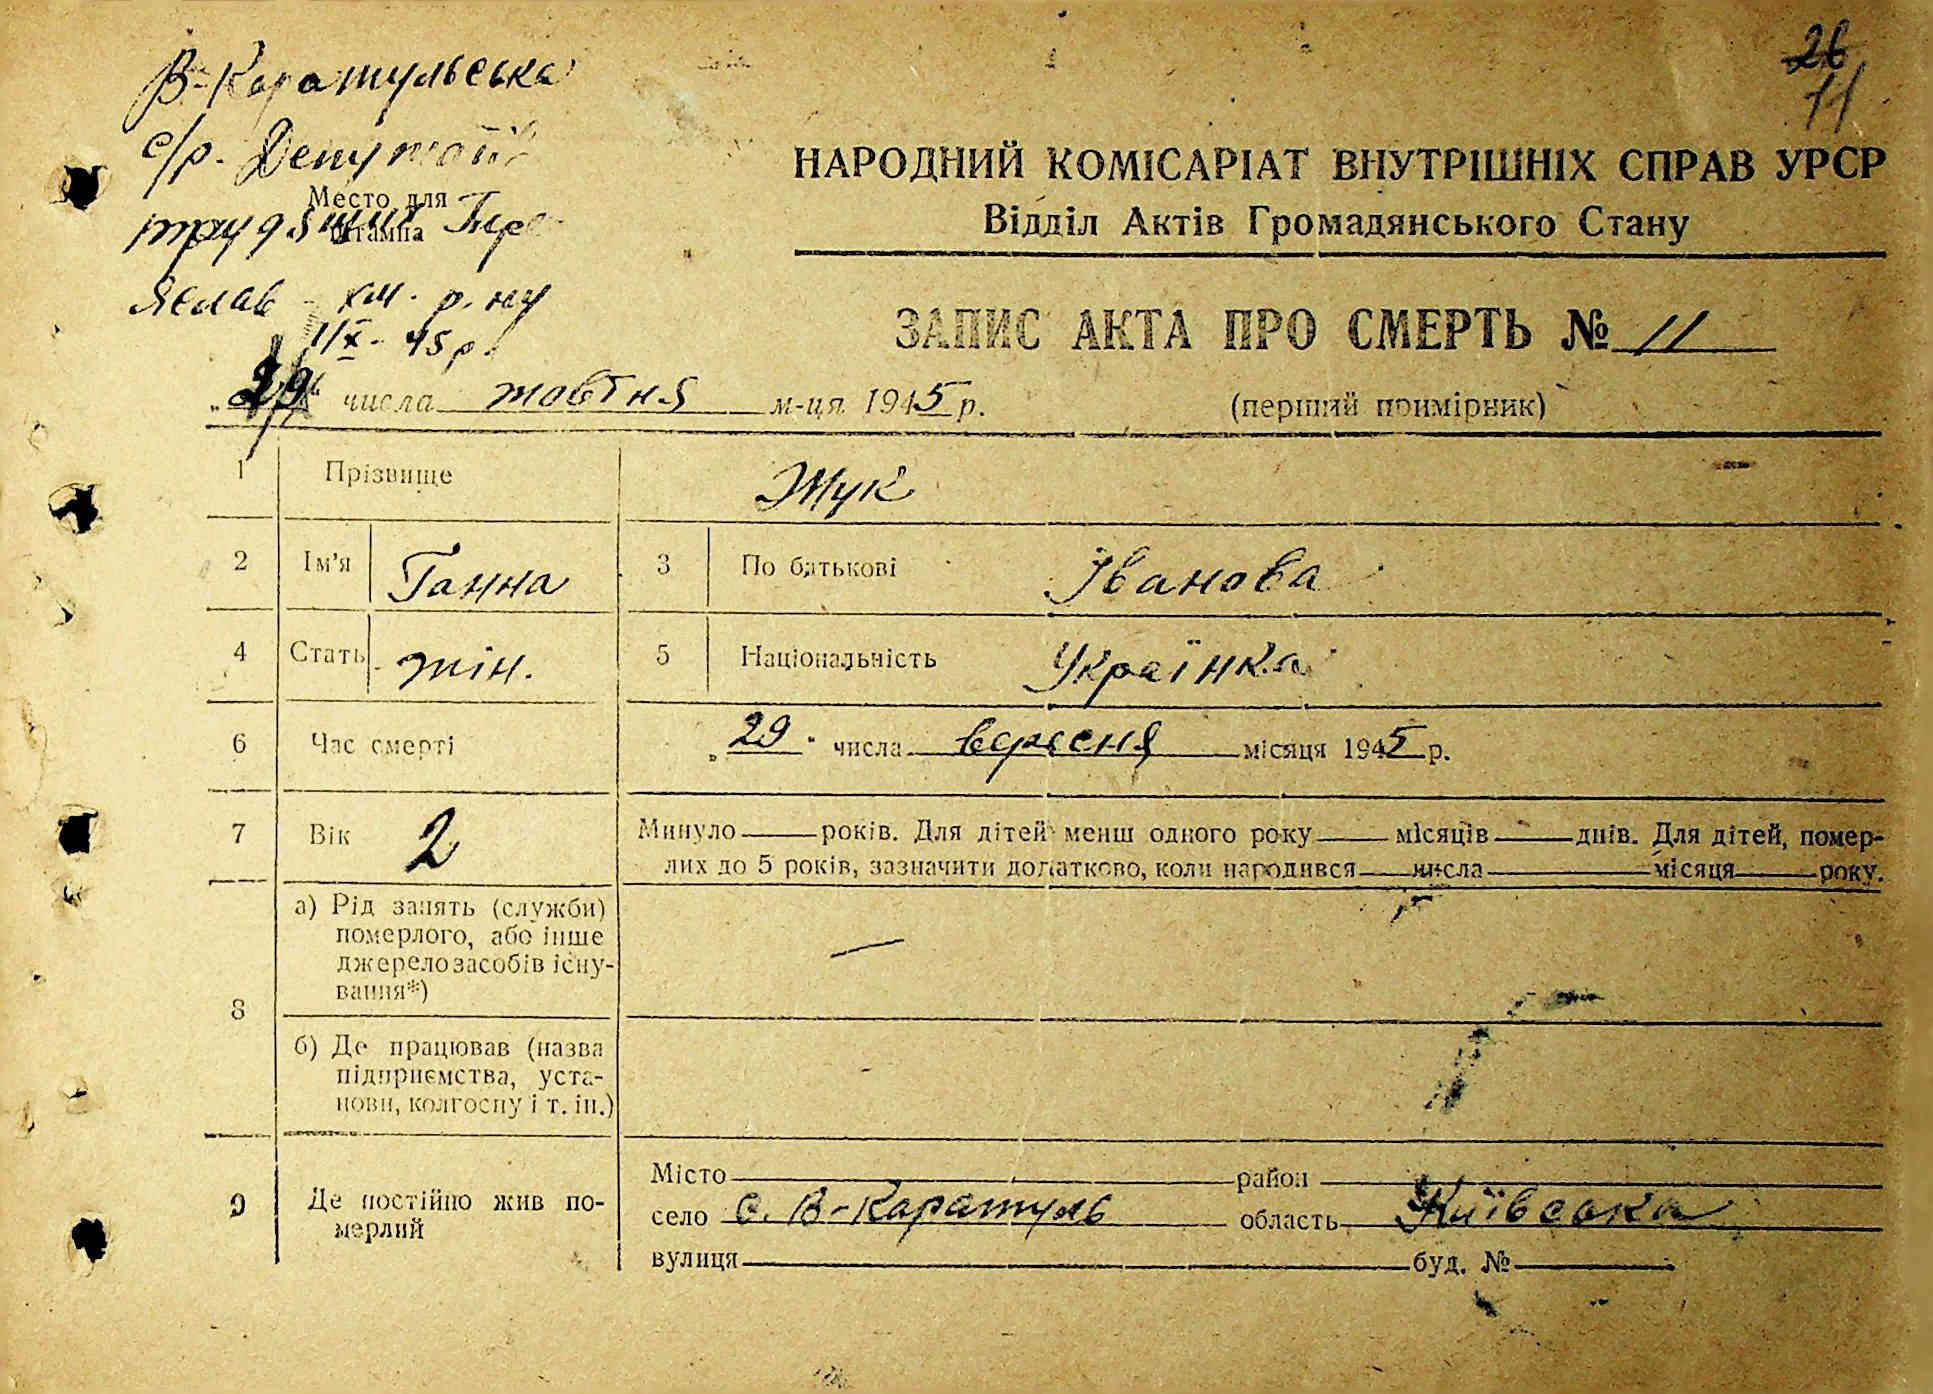 26
11
В-Каратульська
с/р. Депутатів
Место для
штампа
трудящих Пере
яслав - хм. р-ну
1/X - 45 р.
НАРОДНИЙ КОМІСАРІАТ ВНУТРІШНІХ СПРАВ УРСР
Відділ Актів Громадянського Стану
ЗАПИС АКТА ПРО СМЕРТЬ № 11
„29“ числа жовтня м-ця 1945 р. (перший примірник)
1 Прізвище Жук
2 Ім'я Ганна 3 По батькові Іванова
4 Стать жін. 5 Національність Українка
6 Час смерті „29“ числа вересня місяця 1945 р.
7 Вік 2 Минуло років. Для дітей менш одного року місяців днів. Для дітей, помер-
лих до 5 років, зазначити додатково, коли народився числа місяця року.
8 а) Рід занять (служби)
померлого, або інше
джерело засобів існу-
вання*) —
б) Де працював (назва
підприємства, уста-
нови, колгоспу і т. ін.)
9 Де постійно жив по-
мерлий
Місто район
село с. В-Каратуль область Київська
вулиця буд. №